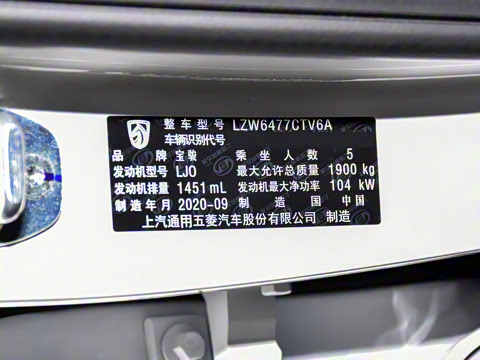 整车型号 LZW6477CTV6A
车辆识别代号
品牌 宝骏 乘坐人数 5
发动机型号 LJO 最大允许总质量 1900 kg
发动机排量 1451 mL 发动机最大净功率 104 kW
制造年月 2020-09 制造国 中国
上汽通用五菱汽车股份有限公司 制造